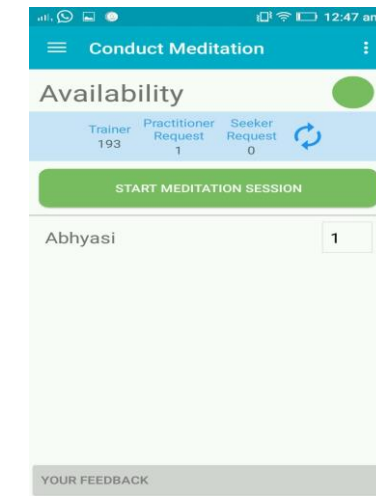 12:47 am
Conduct Meditation
Availability
Trainer
193
Practitioner
Request
1
Seeker
Request
0
START MEDITATION SESSION
Abhyasi
1
YOUR FEEDBACK